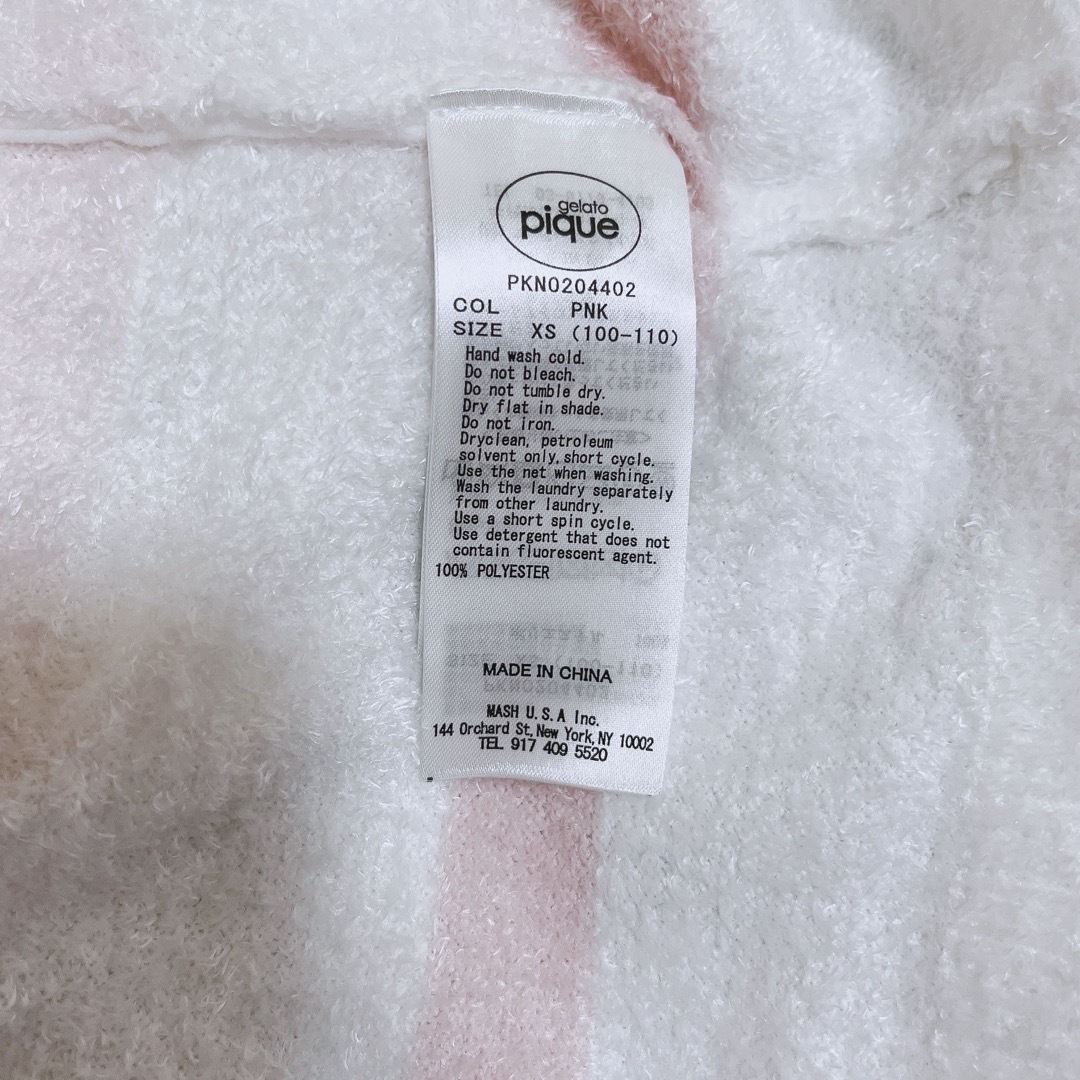 gelato
pique
PKN0204402
COL PNK
SIZE XS (100-110)
Hand wash cold.
Do not bleach.
Do not tumble dry.
Dry flat in shade.
Do not iron.
Dryclean, petroleum
solvent only, short cycle.
Use the net when washing.
Wash the laundry separately
from other laundry.
Use a short spin cycle.
Use detergent that does not
contain fluorescent agent.
100% POLYESTER
MADE IN CHINA
MASH U.S.A Inc.
144 Orchard St, New York, NY 10002
TEL 917 409 5520